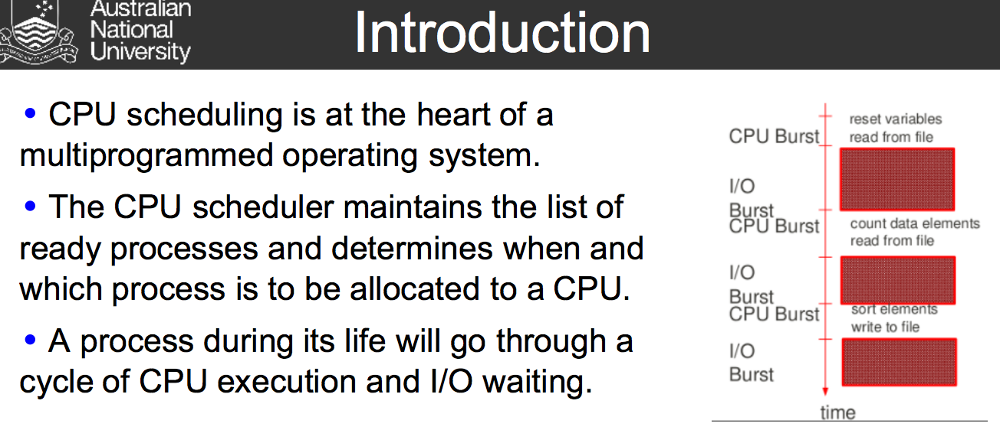 Australian
National
University
Introduction
• CPU scheduling is at the heart of a
multiprogrammed operating system.
• The CPU scheduler maintains the list of
ready processes and determines when and
which process is to be allocated to a CPU.
• A process during its life will go through a
cycle of CPU execution and I/O waiting.
CPU Burst
reset variables
read from file
I/O
Burst
CPU Burst
count data elements
read from file
I/O
Burst
CPU Burst
sort elements
write to file
I/O
Burst
time